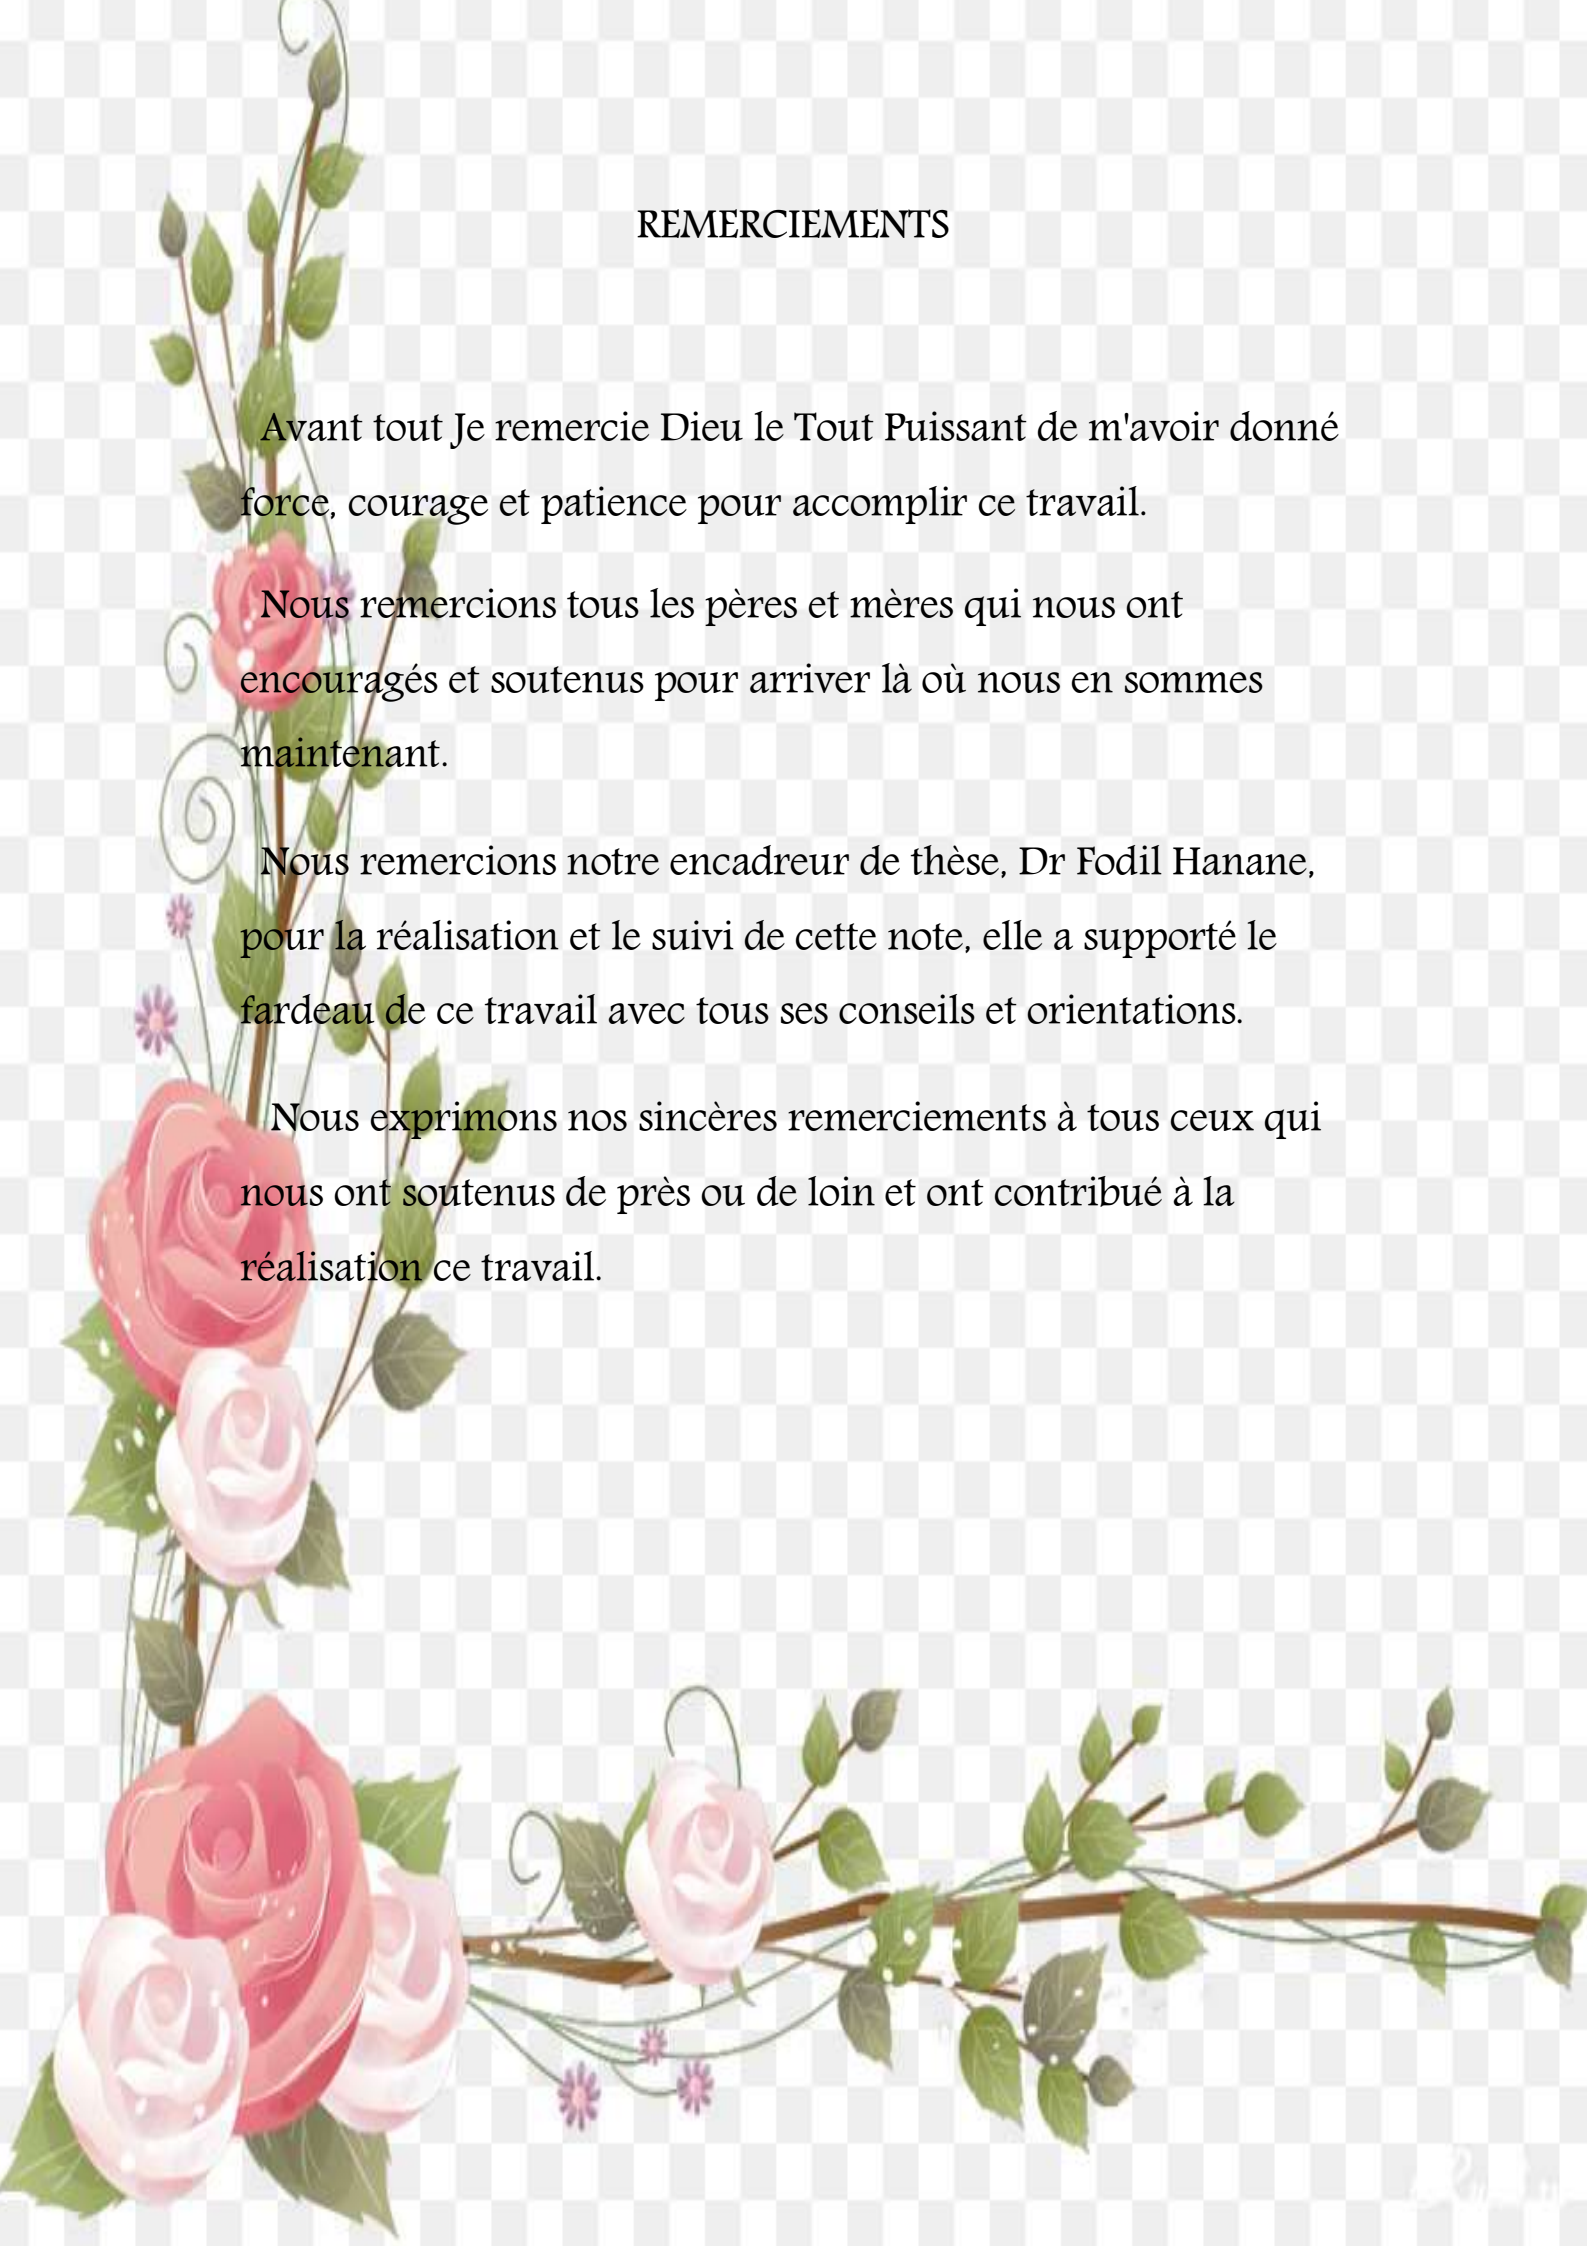 REMERCIEMENTS
Avant tout Je remercie Dieu le Tout Puissant de m'avoir donné
force, courage et patience pour accomplir ce travail.
Nous remercions tous les pères et mères qui nous ont
encouragés et soutenus pour arriver là où nous en sommes
maintenant.
Nous remercions notre encadreur de thèse, Dr Fodil Hanane,
pour la réalisation et le suivi de cette note, elle a supporté le
fardeau de ce travail avec tous ses conseils et orientations.
Nous exprimons nos sincères remerciements à tous ceux qui
nous ont soutenus de près ou de loin et ont contribué à la
réalisation ce travail.